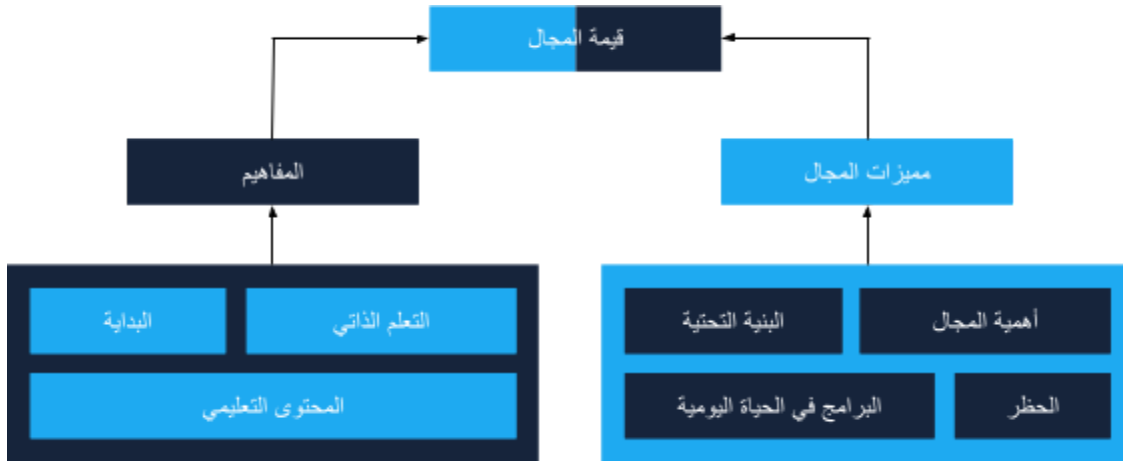 قيمة المجال
مميزات المجال
المفاهيم
أهمية المجال
البنية التحتية
الحظر
البرامج في الحياة اليومية
التعلم الذاتي
البداية
المحتوى التعليمي